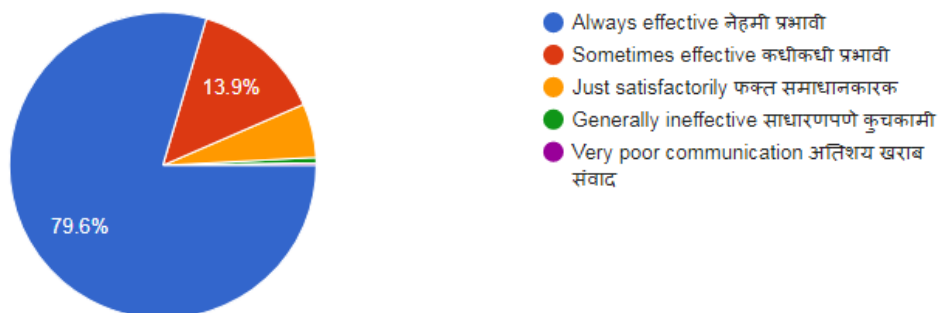 13.9%
79.6%
Always effective नेहमी प्रभावी
Sometimes effective कधीकधी प्रभावी
Just satisfactorily फक्त समाधानकारक
Generally ineffective साधारणपणे कुचकामी
Very poor communication अतिशय खराब
संवाद